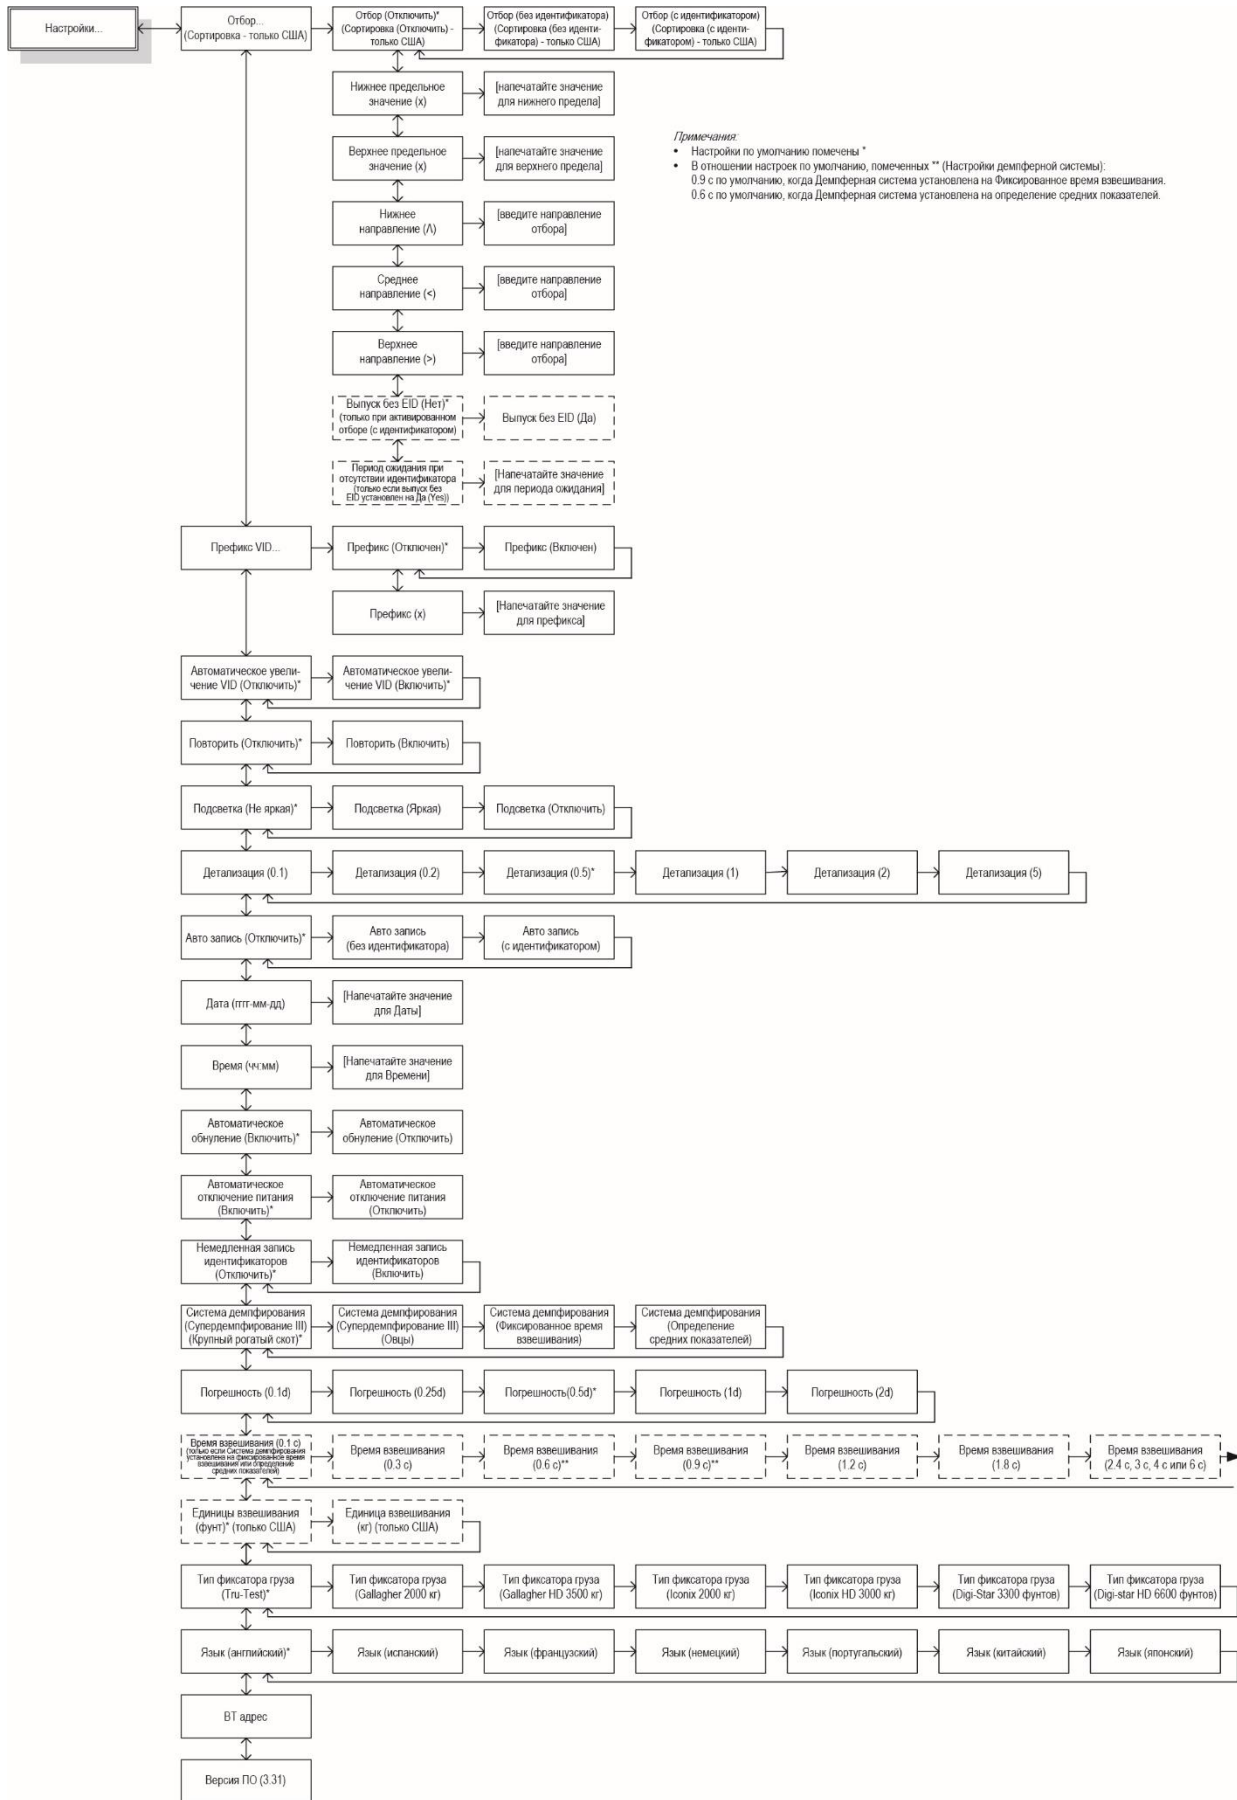 Настройки...
Отбор...
(Сортировка - только США)
Отбор (Отключить)*
(Сортировка (Отключить) -
только США)
Отбор (без идентификатора)
(Сортировка (без иденти-
фикатора) - только США)
Отбор (с идентификатором)
(Сортировка (с иденти-
фикатором) - только США)
Нижнее предельное
значение (x)
[напечатайте значение
для нижнего предела]
Примечания:
• Настройки по умолчанию помечены *
• В отношении настроек по умолчанию, помеченных ** (Настройки демпферной системы):
0.9 с по умолчанию, когда Демпферная система установлена на Фиксированное время взвешивания.
0.6 с по умолчанию, когда Демпферная система установлена на определение средних показателей.
Верхнее предельное
значение (x)
[напечатайте значение
для верхнего предела]
Нижнее
направление (/\)
[введите направление
отбора]
Среднее
направление (<)
[введите направление
отбора]
Верхнее
направление (>)
[введите направление
отбора]
Выпуск без EID (Нет)*
(только при активированном
отборе (с идентификатором)
Выпуск без EID (Да)
Период ожидания при
отсутствии идентификатора
(только если выпуск без
EID установлен на Да (Yes))
[Напечатайте значение
для периода ожидания]
Префикс VID...
Префикс (Отключен)*
Префикс (Включен)
Префикс (x)
[Напечатайте значение
для префикса]
Автоматическое увели-
чение VID (Отключить)*
Автоматическое увели-
чение VID (Включить)*
Повторить (Отключить)*
Повторить (Включить)
Подсветка (Не яркая)*
Подсветка (Яркая)
Подсветка (Отключить)
Детализация (0.1)
Детализация (0.2)
Детализация (0.5)*
Детализация (1)
Детализация (2)
Детализация (5)
Авто запись (Отключить)*
Авто запись
(без идентификатора)
Авто запись
(с идентификатором)
Дата (гггг-мм-дд)
[Напечатайте значение
для Даты]
Время (чч:мм)
[Напечатайте значение
для Времени]
Автоматическое
обнуление (Включить)*
Автоматическое
обнуление (Отключить)
Автоматическое
отключение питания
(Включить)*
Автоматическое
отключение питания
(Отключить)
Немедленная запись
идентификаторов
(Отключить)*
Немедленная запись
идентификаторов
(Включить)
Система демпфирования
(Супердемпфирование III)
(Крупный рогатый скот)*
Система демпфирования
(Супердемпфирование III)
(Овцы)
Система демпфирования
(Фиксированное время
взвешивания)
Система демпфирования
(Определение
средних показателей)
Погрешность (0.1d)
Погрешность (0.25d)
Погрешность(0.5d)*
Погрешность (1d)
Погрешность (2d)
Время взвешивания (0.1 с)
(только если Система демпфирования
установлена на фиксированное время
взвешивания или определение
средних показателей)
Время взвешивания
(0.3 с)
Время взвешивания
(0.6 с)**
Время взвешивания
(0.9 с)**
Время взвешивания
(1.2 с)
Время взвешивания
(1.8 с)
Время взвешивания
(2.4 с, 3 с, 4 с или 6 с)
Единицы взвешивания
(фунт)* (только США)
Единица взвешивания
(кг) (только США)
Тип фиксатора груза
(Tru-Test)*
Тип фиксатора груза
(Gallagher 2000 кг)
Тип фиксатора груза
(Gallagher HD 3500 кг)
Тип фиксатора груза
(Iconix 2000 кг)
Тип фиксатора груза
(Iconix HD 3000 кг)
Тип фиксатора груза
(Digi-Star 3300 фунтов)
Тип фиксатора груза
(Digi-star HD 6600 фунтов)
Язык (английский)*
Язык (испанский)
Язык (французский)
Язык (немецкий)
Язык (португальский)
Язык (китайский)
Язык (японский)
ВТ адрес
Версия ПО (3.31)